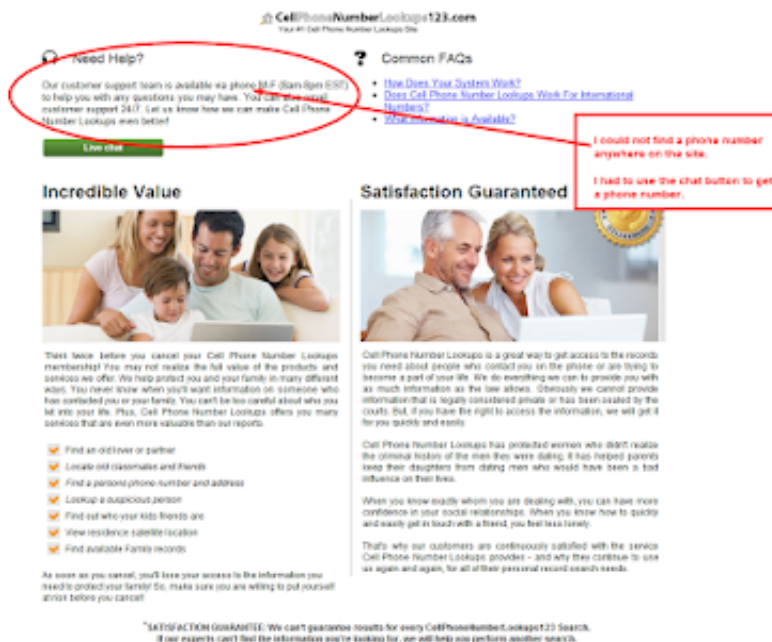 CellPhoneNumberLookups123.com
Your #1 Cell Phone Number Lookups Site
Need Help?
Our customer support team is available via phone M-F (8am-8pm EST)
to help you with any questions you may have. You can also
customer support 24/7. Let us know how we can make Cell Phone
Number Lookups even better!
Live chat
? Common FAQs
How Does Your System Work?
Does Cell Phone Number Lookups Work For International
Numbers?
What Information is Available?
I could not find a phone number
anywhere on the site.
I had to use the chat button to get
a phone number.
Incredible Value
Think twice before you cancel your Cell Phone Number Lookups
membership! You may not realize the full value of the products and
services we offer. We help protect you and your family in many different
ways. You never know when you'll want information on someone who
has contacted you or your family. You can't be too careful about who you
let into your life. Plus, Cell Phone Number Lookups offers you many
services that are even more valuable than our reports.
Find an old lover or partner
Locate old classmates and friends
Find a persons phone number and address
Lookup a suspicious person
Find out who your kids friends are
View residence satellite location
Find available Family records
As soon as you cancel, you'll lose your access to the information you
need to protect your family! So, make sure you are willing to put yourself
at risk before you cancel!
Satisfaction Guaranteed
Cell Phone Number Lookups is a great way to get access to the records
you need about people who contact you on the phone or are trying to
become a part of your life. We do everything we can to provide you with
as much information as the law allows. Obviously we cannot provide
information that is legally considered private or has been sealed by the
courts. But, if you have the right to access the information, we will get it
for you quickly and easily.
Cell Phone Number Lookups has protected women who didn't realize
the criminal history of the men they were dating. It has helped parents
keep their daughters from dating men who would have been a bad
influence on their lives.
When you know exactly whom you are dealing with, you can have more
confidence in your social relationships. When you know how to quickly
and easily get in touch with a friend, you feel less lonely.
That's why our customers are continuously satisfied with the service
Cell Phone Number Lookups provides - and why they continue to use
us again and again, for all of their personal record search needs.
*SATISFACTION GUARANTEE: We can't guarantee results for every CellPhoneNumberLookups123 Search.
If our experts can't find the information you're looking for, we will help you perform another search.